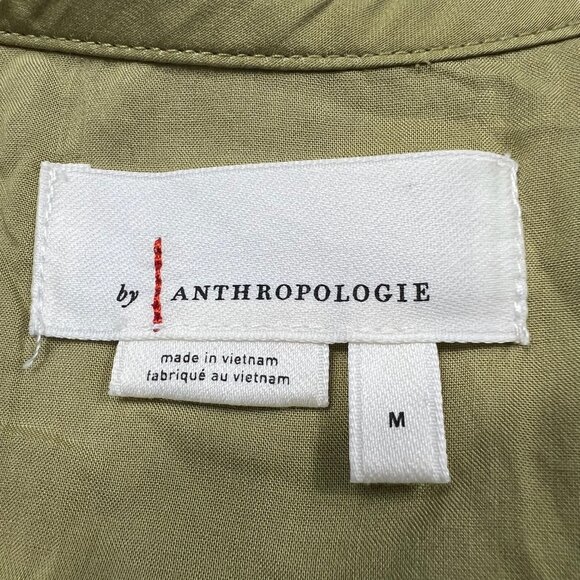 by ANTHROPOLOGIE
made in vietnam
fabriqué au vietnam
M